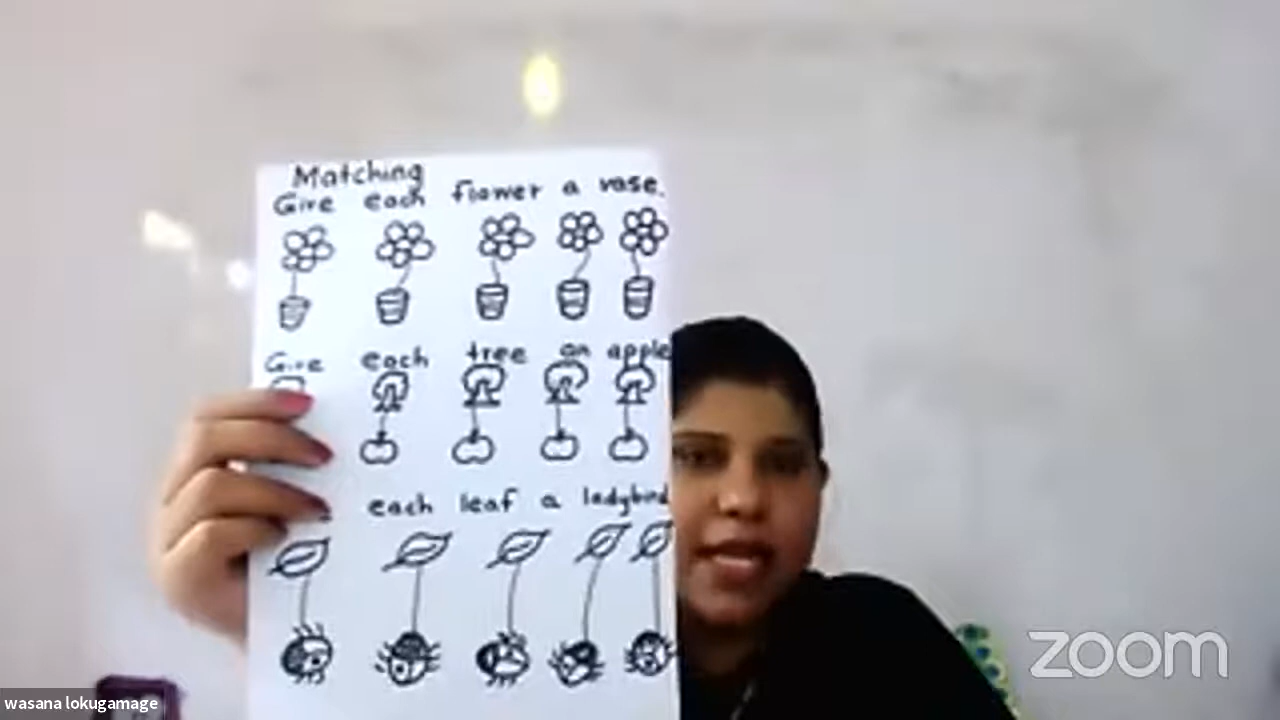 Matching
Give each flower a vase.
Give each tree an apple
each leaf a ladybird
zoom
wasana lokugamage